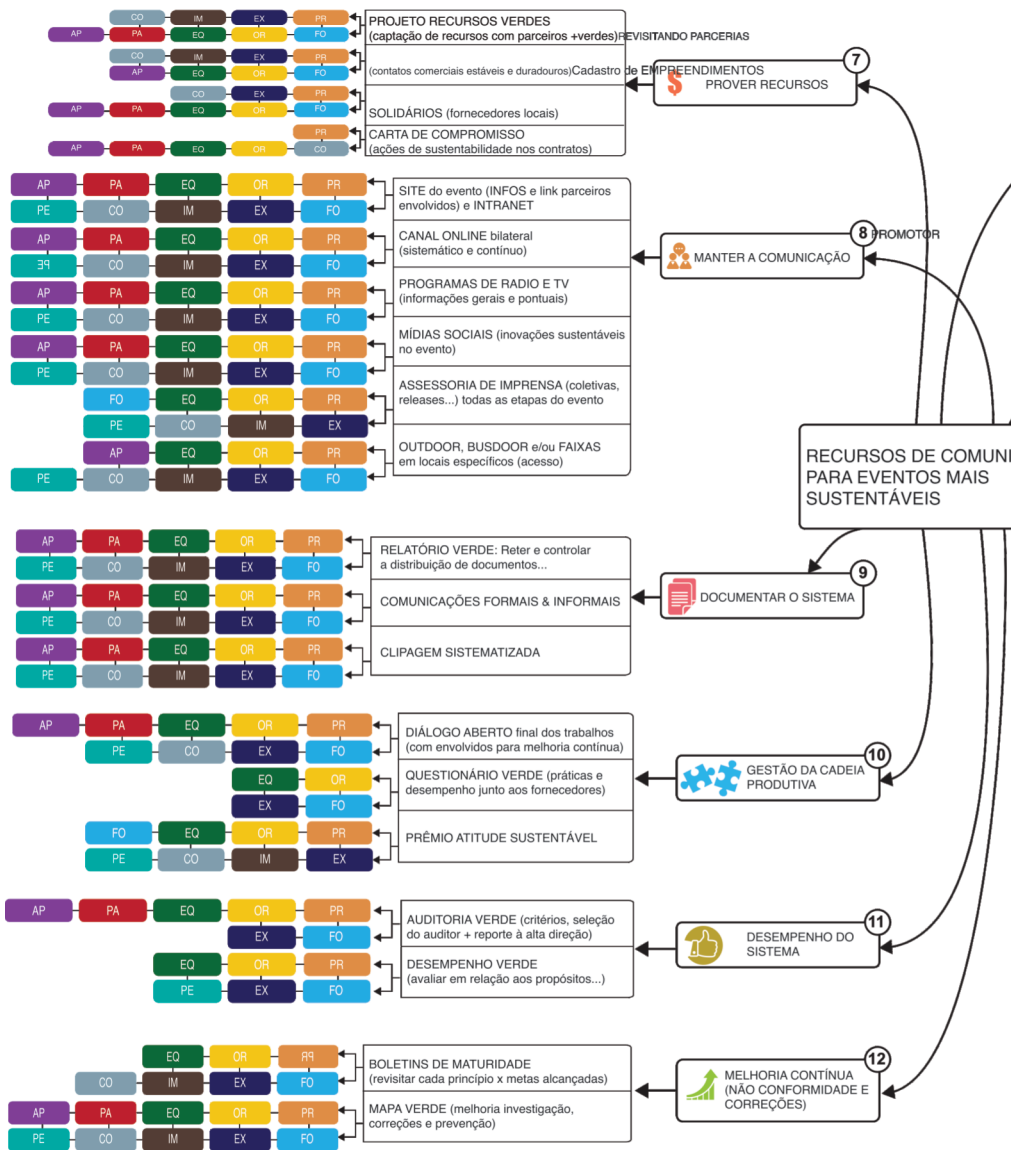 CO IM EX PR
AP PA EQ OR FO
PROJETO RECURSOS VERDES
(captação de recursos com parceiros +verdes)REVISITANDO PARCERIAS
CO IM EX PR
AP EQ OR FO
(contatos comerciais estáveis e duradouros)Cadastro de EMPREENDIMENTOS
CO EX PR
AP PA EQ OR FO
SOLIDÁRIOS (fornecedores locais)
PR
AP PA EQ OR CO
CARTA DE COMPROMISSO
(ações de sustentabilidade nos contratos)
7
$ PROVER RECURSOS
AP PA EQ OR PR
PE CO IM EX FO
SITE do evento (INFOS e link parceiros
envolvidos) e INTRANET
AP PA EQ OR PR
PE CO IM EX FO
CANAL ONLINE bilateral
(sistemático e contínuo)
AP PA EQ OR PR
PE CO IM EX FO
PROGRAMAS DE RADIO E TV
(informações gerais e pontuais)
AP PA EQ OR PR
PE CO IM EX FO
MÍDIAS SOCIAIS (inovações sustentáveis
no evento)
FO EQ OR PR
PE CO IM EX
ASSESSORIA DE IMPRENSA (coletivas,
releases...) todas as etapas do evento
AP EQ OR PR
PE CO IM EX FO
OUTDOOR, BUSDOOR e/ou FAIXAS
em locais específicos (acesso)
8 PROMOTOR
MANTER A COMUNICAÇÃO
RECURSOS DE COMUNI
PARA EVENTOS MAIS
SUSTENTÁVEIS
AP PA EQ OR PR
PE CO IM EX FO
RELATÓRIO VERDE: Reter e controlar
a distribuição de documentos...
AP PA EQ OR PR
PE CO IM EX FO
COMUNICAÇÕES FORMAIS & INFORMAIS
AP PA EQ OR PR
PE CO IM EX FO
CLIPAGEM SISTEMATIZADA
9
DOCUMENTAR O SISTEMA
AP PA EQ OR PR
PE CO EX FO
DIÁLOGO ABERTO final dos trabalhos
(com envolvidos para melhoria contínua)
EQ OR
EX FO
QUESTIONÁRIO VERDE (práticas e
desempenho junto aos fornecedores)
FO EQ OR PR
PE CO IM EX
PRÊMIO ATITUDE SUSTENTÁVEL
10
GESTÃO DA CADEIA
PRODUTIVA
AP PA EQ OR PR
EX FO
AUDITORIA VERDE (critérios, seleção
do auditor + reporte à alta direção)
EQ OR PR
PE EX FO
DESEMPENHO VERDE
(avaliar em relação aos propósitos...)
11
DESEMPENHO DO
SISTEMA
EQ OR PR
CO IM EX FO
BOLETINS DE MATURIDADE
(revisitar cada princípio x metas alcançadas)
AP PA EQ OR PR
PE CO IM EX FO
MAPA VERDE (melhoria investigação,
correções e prevenção)
12
MELHORIA CONTÍNUA
(NÃO CONFORMIDADE E
CORREÇÕES)